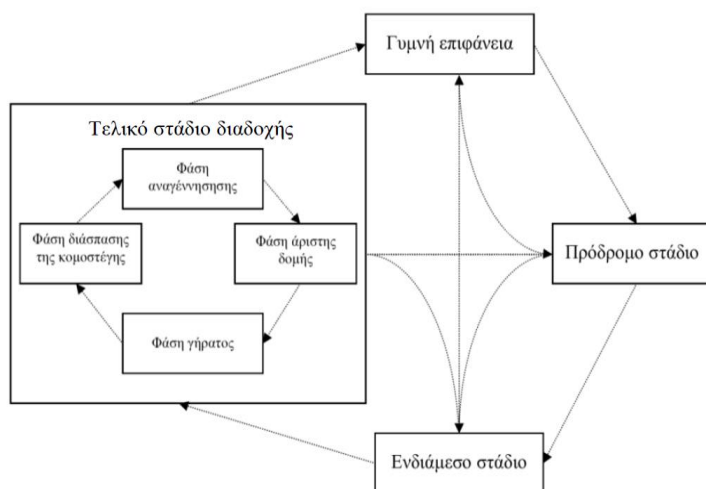 Γυμνή επιφάνεια
Τελικό στάδιο διαδοχής
Φάση
αναγέννησησης
Φάση διάσπασης
της κομοστέγης
Φάση άριστης
δομής
Φάση γήρατος
Πρόδρομο στάδιο
Ενδιάμεσο στάδιο